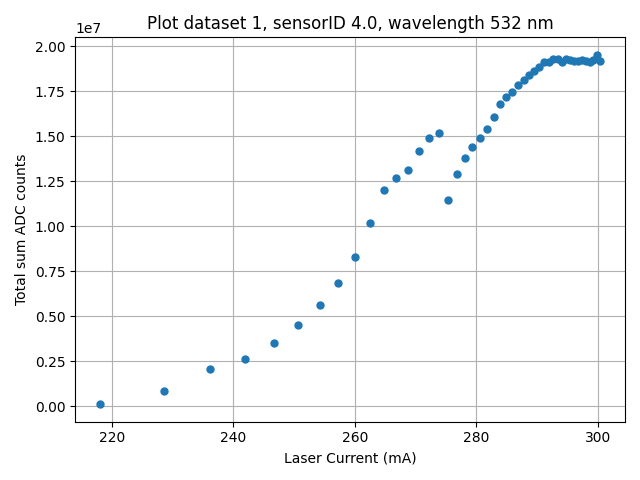 Plot dataset 1, sensorID 4.0, wavelength 532 nm
1e7
2.00
1.75
1.50
1.25
1.00
0.75
0.50
0.25
0.00
Total sum ADC counts
220 240 260 280 300
Laser Current (mA)